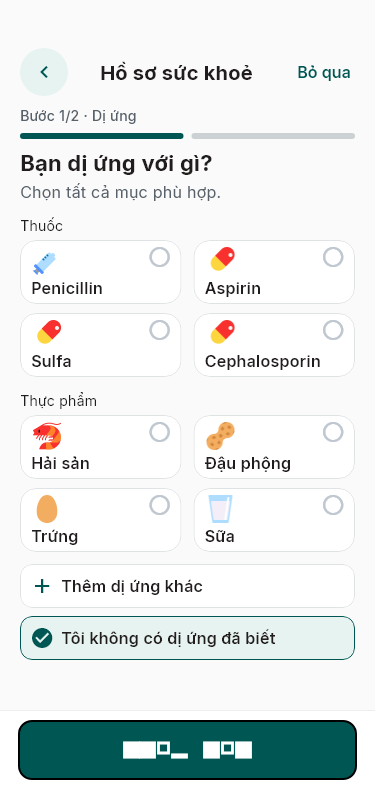 Hồ sơ sức khoẻ
Bỏ qua
Bước 1/2 · Dị ứng
Bạn dị ứng với gì?
Chọn tất cả mục phù hợp.
Thuốc
Penicillin
Aspirin
Sulfa
Cephalosporin
Thực phẩm
Hải sản
Đậu phộng
Trứng
Sữa
Thêm dị ứng khác
Tôi không có dị ứng đã biết